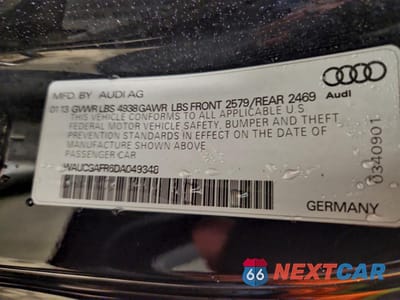 MFD. BY AUDI AG
01 13 GVWR LBS 4938 GAWR LBS FRONT 2579/REAR 2469
THIS VEHICLE CONFORMS TO ALL APPLICABLE U S
FEDERAL MOTOR VEHICLE SAFETY, BUMPER AND THEFT
PREVENTION STANDARDS IN EFFECT ON THE DATE
OF MANUFACTURE SHOWN ABOVE.
PASSENGER CAR
WAUCGAFR6DA049348
Audi
0340901
GERMANY
66 NEXTCAR